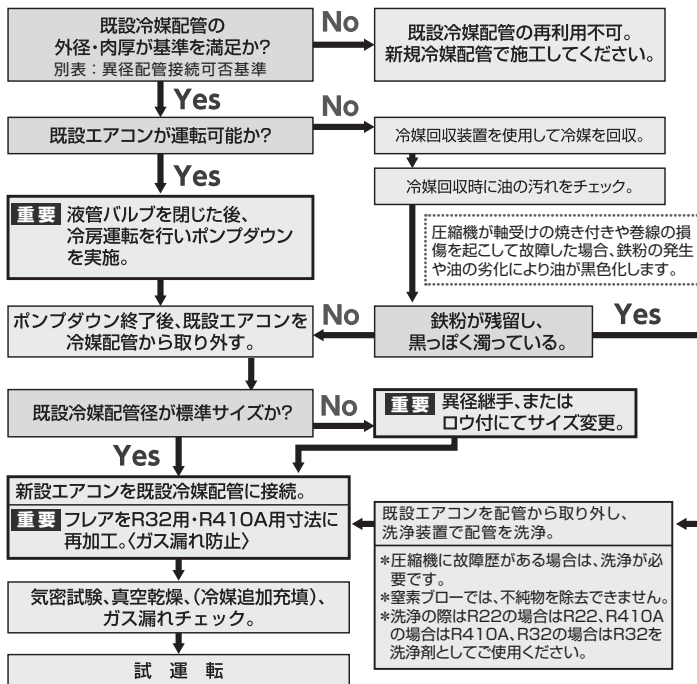 既設冷媒配管の
外径・肉厚が基準を満足か?
別表:異径配管接続可否基準
No
既設冷媒配管の再利用不可。
新規冷媒配管で施工してください。
Yes
既設エアコンが運転可能か?
No
冷媒回収装置を使用して冷媒を回収。
Yes
冷媒回収時に油の汚れをチェック。
重要 液管バルブを閉じた後、
冷房運転を行いポンプダウン
を実施。
圧縮機が軸受けの焼き付きや巻線の損
傷を起こして故障した場合、鉄粉の発生
や油の劣化により油が黒色化します。
ポンプダウン終了後、既設エアコンを
冷媒配管から取り外す。
No
鉄粉が残留し、
黒っぽく濁っている。
Yes
既設冷媒配管径が標準サイズか?
No
重要 異径継手、または
ロウ付にてサイズ変更。
Yes
新設エアコンを既設冷媒配管に接続。
重要 フレアをR32用・R410A用寸法に
再加工。〈ガス漏れ防止〉
既設エアコンを配管から取り外し、
洗浄装置で配管を洗浄。
*圧縮機に故障歴がある場合は、洗浄が必
要です。
*窒素ブローでは、不純物を除去できません。
*洗浄の際はR22の場合はR22、R410A
の場合はR410A、R32の場合はR32を
洗浄剤としてご使用ください。
気密試験、真空乾燥、(冷媒追加充填)、
ガス漏れチェック。
試 運 転